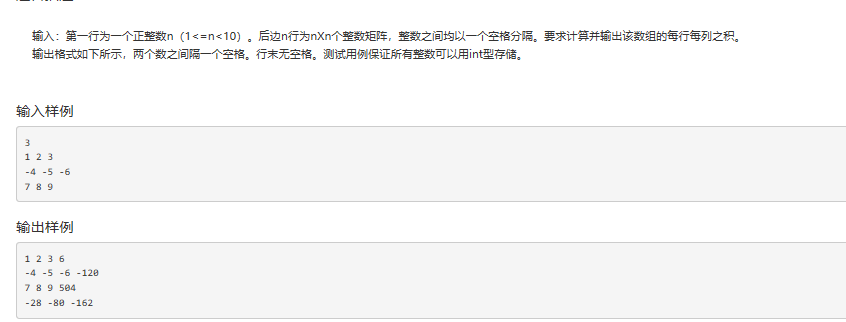 输入：第一行为一个正整数n（1<=n<10）。后边n行为nXn个整数矩阵，整数之间均以一个空格分隔。要求计算并输出该数组的每行每列之积。
输出格式如下所示，两个数之间隔一个空格。行末无空格。测试用例保证所有整数可以用int型存储。
输入样例
3
1 2 3
-4 -5 -6
7 8 9
输出样例
1 2 3 6
-4 -5 -6 -120
7 8 9 504
-28 -80 -162